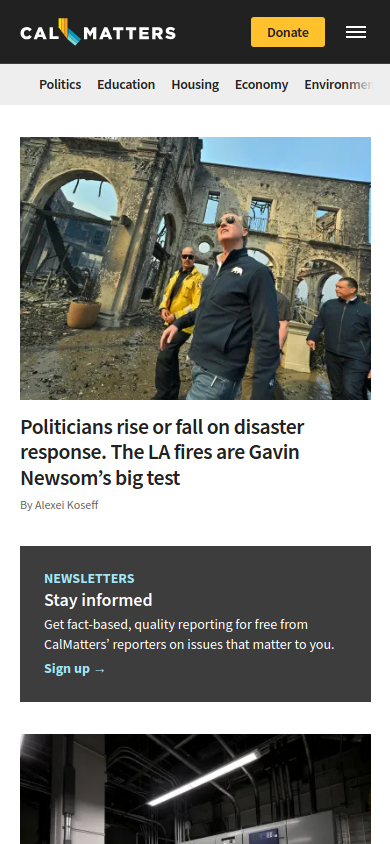 CAL MATTERS
Donate
Politics Education Housing Economy
Politicians rise or fall on disaster
response. The LA fires are Gavin
Newsom’s big test
By Alexei Koseff
NEWSLETTERS
Stay informed
Get fact-based, quality reporting for free from
CalMatters’ reporters on issues that matter to you.
Sign up →